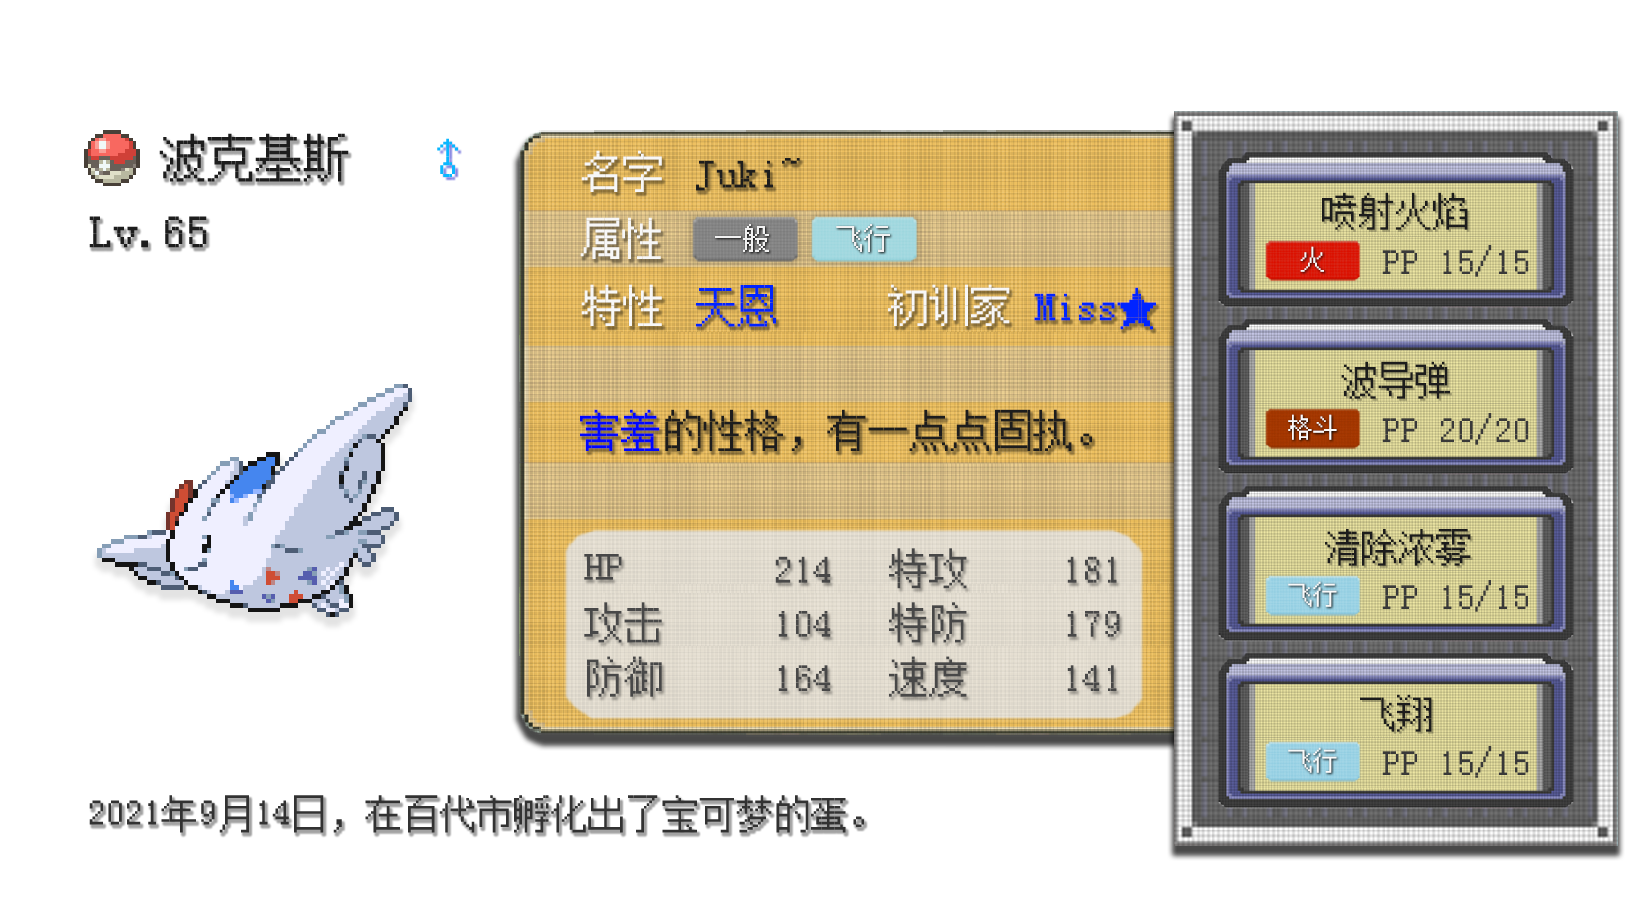 波克基斯
Lv.65
名字 Juki~
属性 一般 飞行
特性 天恩 初训家 Miss★
害羞的性格，有一点点固执。
HP 214 特攻 181
攻击 104 特防 179
防御 164 速度 141
喷射火焰
火 PP 15/15
波导弹
格斗 PP 20/20
清除浓雾
飞行 PP 15/15
飞翔
飞行 PP 15/15
2021年9月14日，在百代市孵化出了宝可梦的蛋。